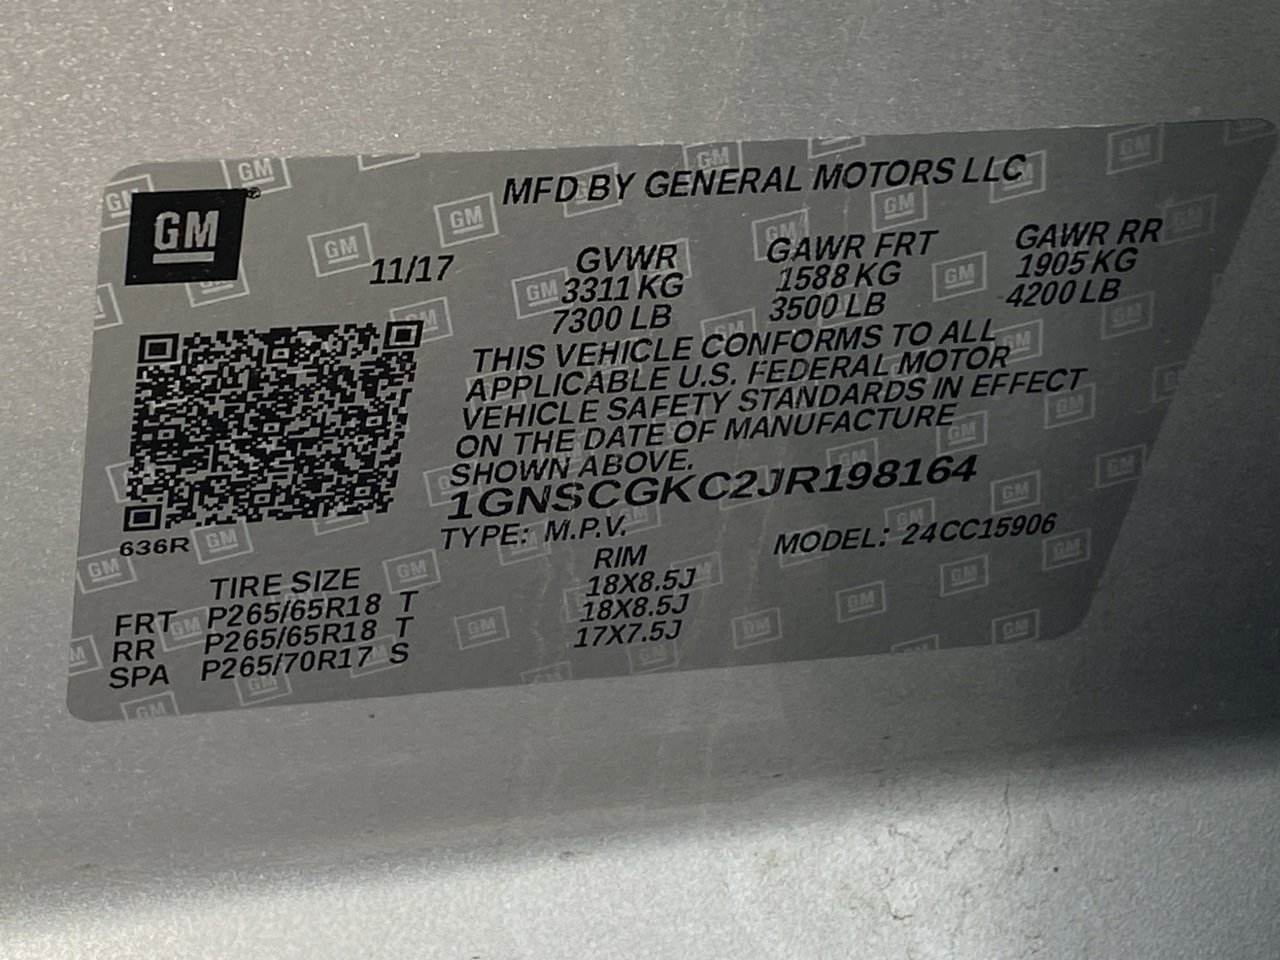 GM
MFD BY GENERAL MOTORS LLC
11/17
GVWR GAWR FRT GAWR RR
3311 KG 1588 KG 1905 KG
7300 LB 3500 LB 4200 LB
THIS VEHICLE CONFORMS TO ALL
APPLICABLE U.S. FEDERAL MOTOR
VEHICLE SAFETY STANDARDS IN EFFECT
ON THE DATE OF MANUFACTURE
SHOWN ABOVE.
1GNSCGKC2JR198164
636R
TYPE: M.P.V. MODEL: 24CC15906
TIRE SIZE RIM
FRT P265/65R18 T 18X8.5J
RR P265/65R18 T 18X8.5J
SPA P265/70R17 S 17X7.5J